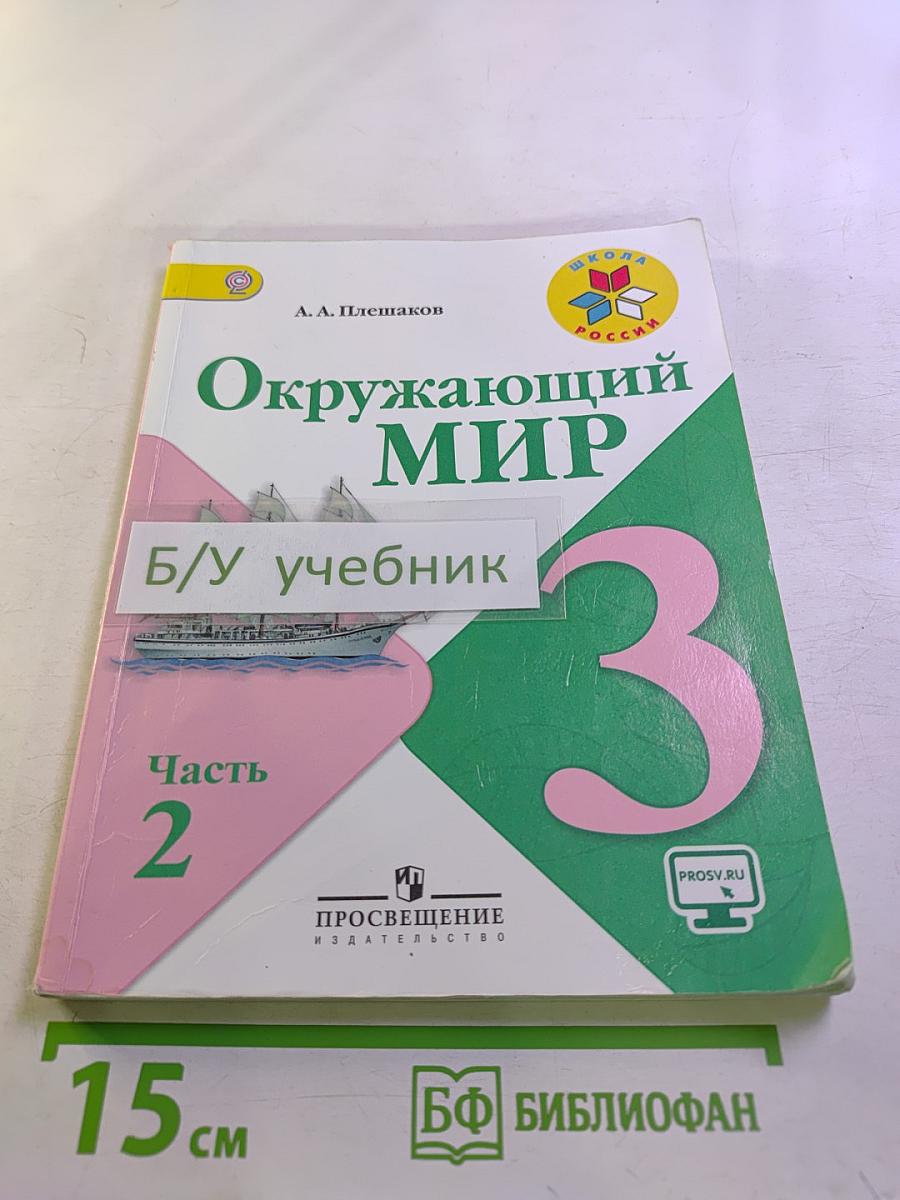 А. А. Плешаков
ШКОЛА
РОССИИ
Окружающий
МИР
Б/У учебник
3
Часть
2
PROSV.RU
ПРОСВЕЩЕНИЕ
ИЗДАТЕЛЬСТВО
15 см
БФ БИБЛИОФАН